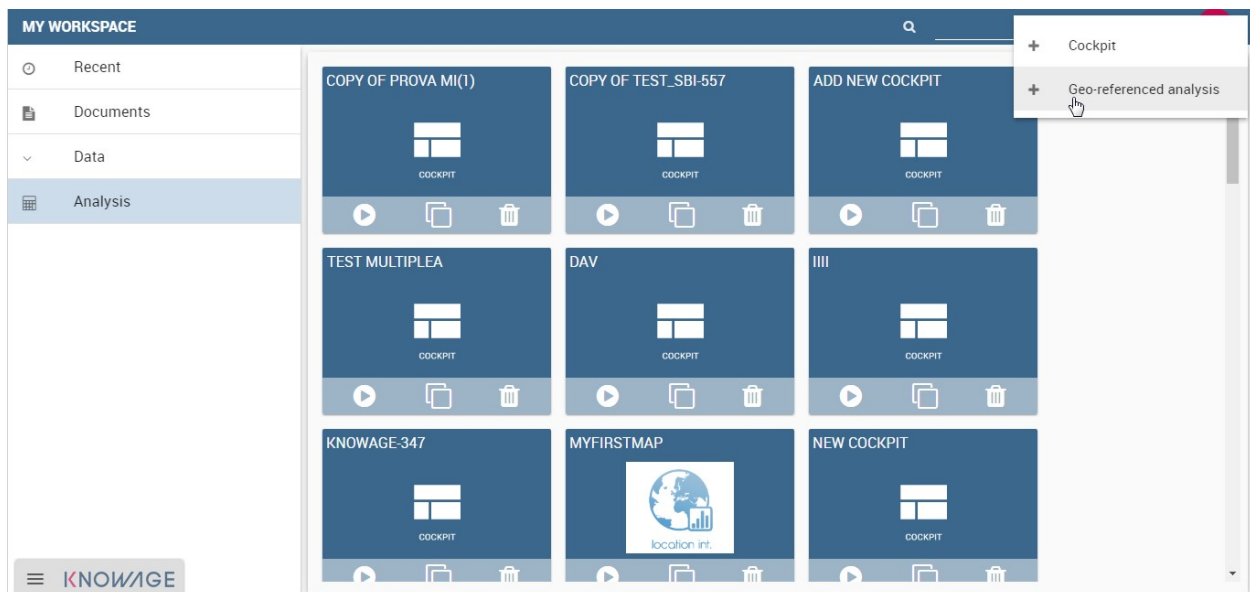 MY WORKSPACE
Cockpit
Geo-referenced analysis
Recent
Documents
Data
Analysis
COPY OF PROVA MI(1)
COPY OF TEST_SBI-557
ADD NEW COCKPIT
COCKPIT
COCKPIT
COCKPIT
TEST MULTIPLEA
DAV
IIII
COCKPIT
COCKPIT
COCKPIT
KNOWAGE-347
MYFIRSTMAP
NEW COCKPIT
COCKPIT
location int.
COCKPIT
KNOWAGE